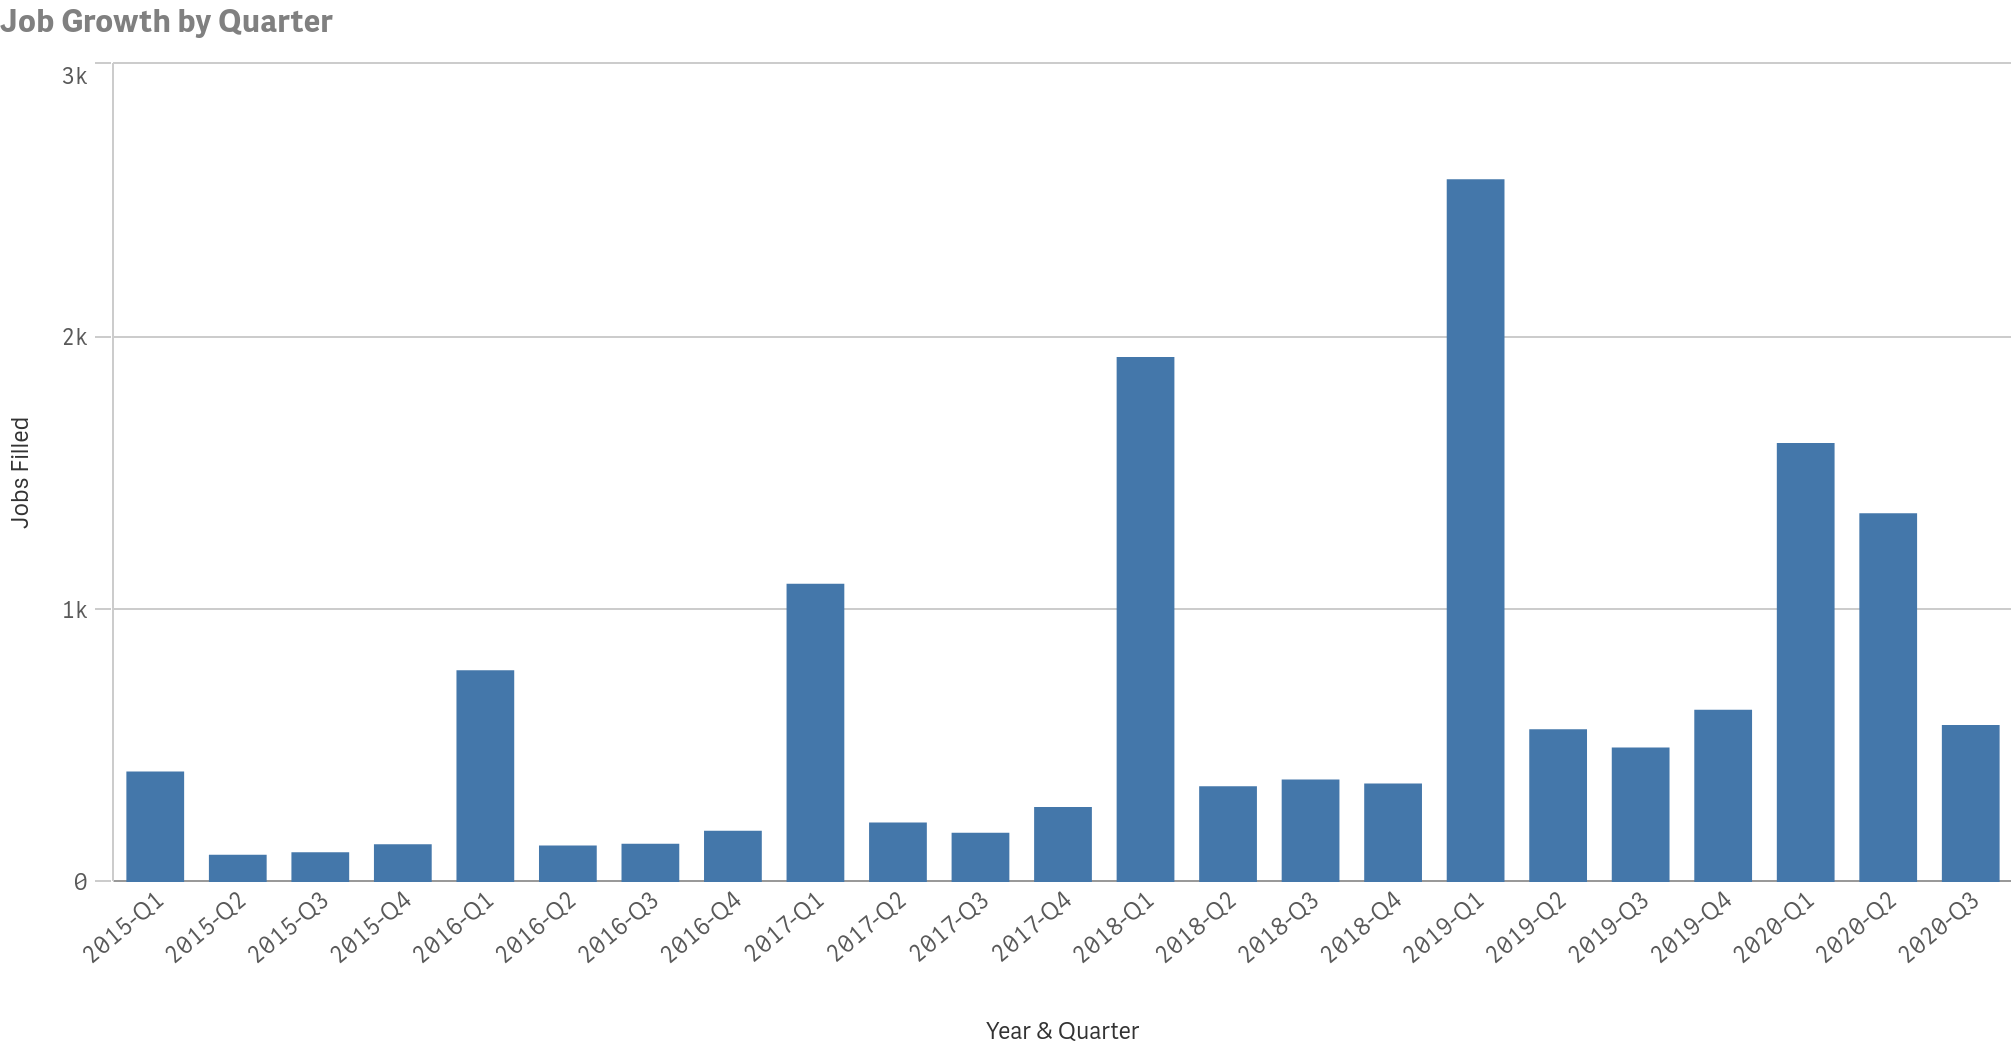 Job Growth by Quarter
3k
2k
1k
0
Jobs Filled
2015-Q1
2015-Q2
2015-Q3
2015-Q4
2016-Q1
2016-Q2
2016-Q3
2016-Q4
2017-Q1
2017-Q2
2017-Q3
2017-Q4
2018-Q1
2018-Q2
2018-Q3
2018-Q4
2019-Q1
2019-Q2
2019-Q3
2019-Q4
2020-Q1
2020-Q2
2020-Q3
Year & Quarter